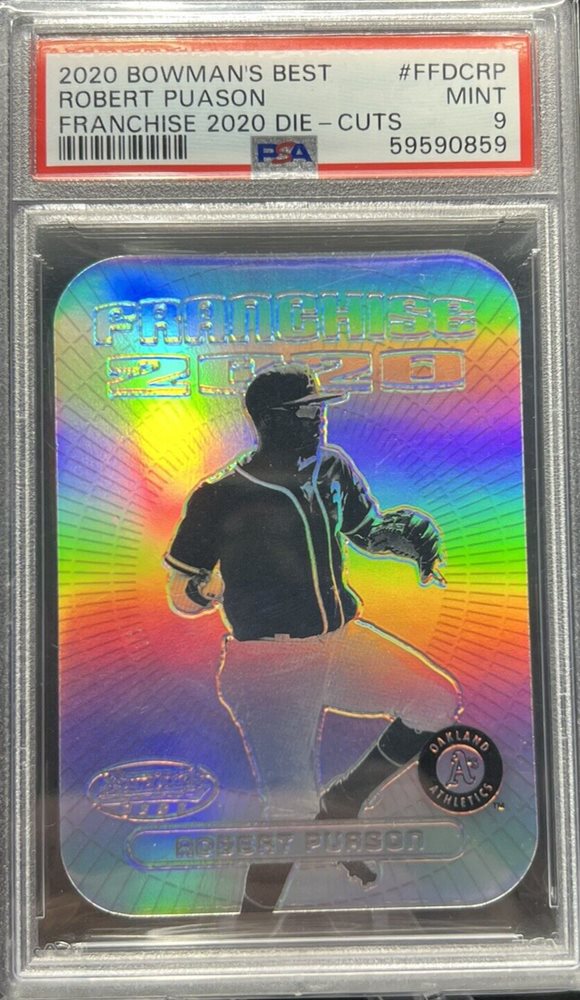 2020 BOWMAN'S BEST #FFDCRP
ROBERT PUASON MINT
FRANCHISE 2020 DIE-CUTS 9
PSA 59590859
FRANCHISE
2020
OAKLAND
A's
ATHLETICS
TM
ROBERT PUASON